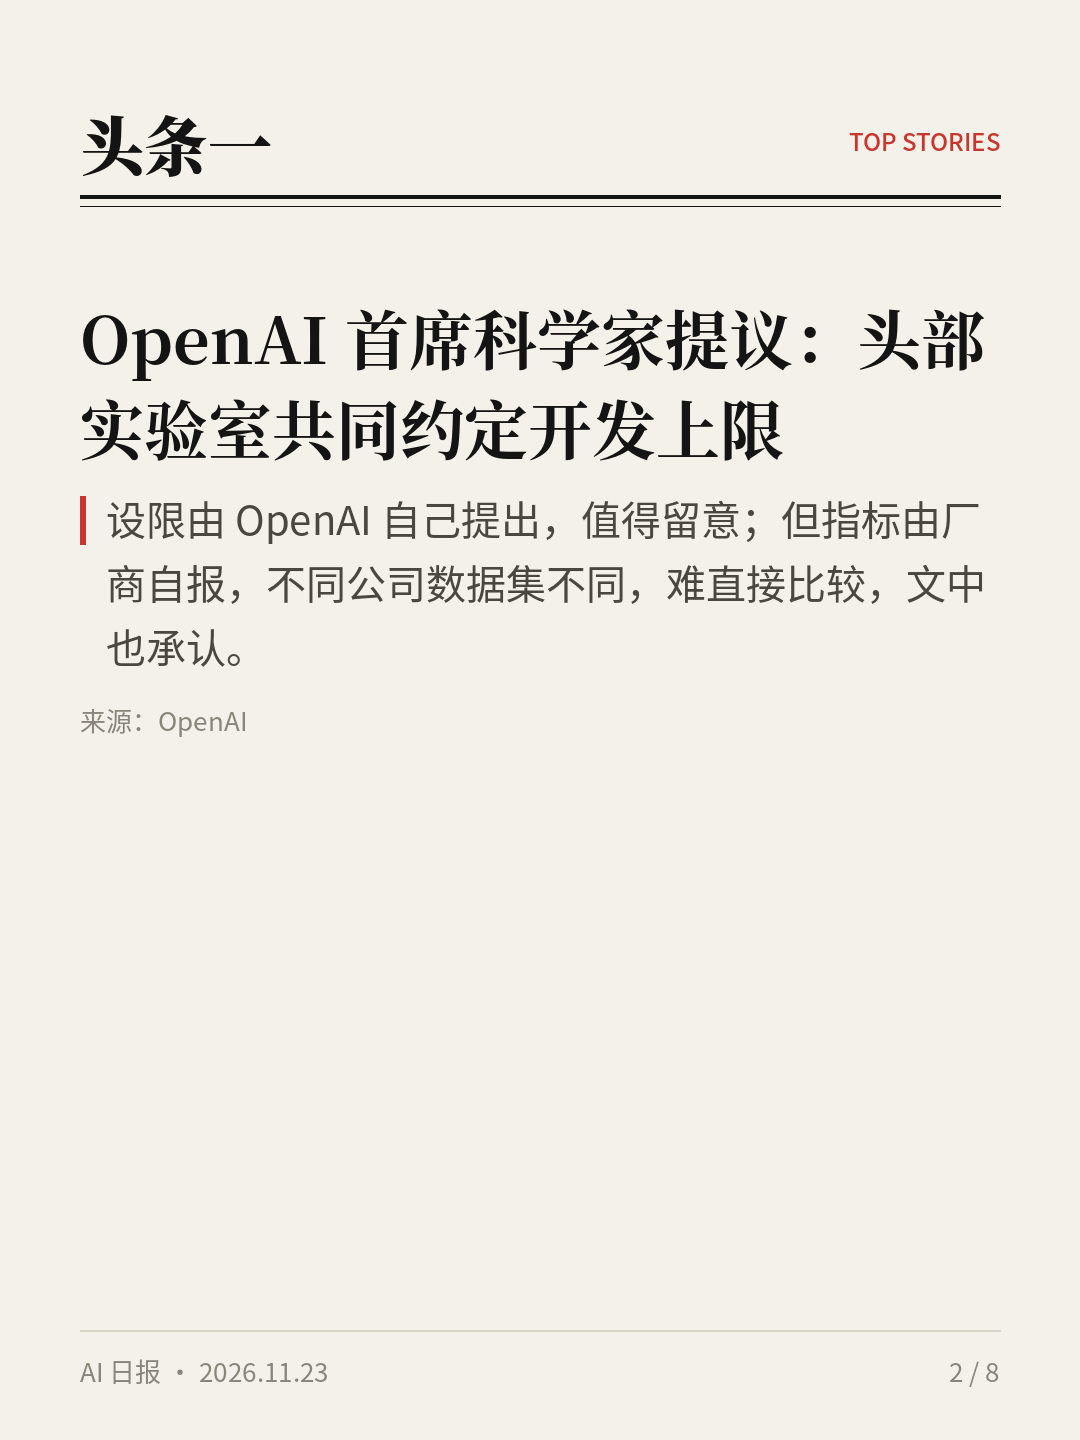 头条一
TOP STORIES
OpenAI 首席科学家提议：头部
实验室共同约定开发上限
设限由 OpenAI 自己提出，值得留意；但指标由厂
商自报，不同公司数据集不同，难直接比较，文中
也承认。
来源：OpenAI
AI 日报 · 2026.11.23
2 / 8